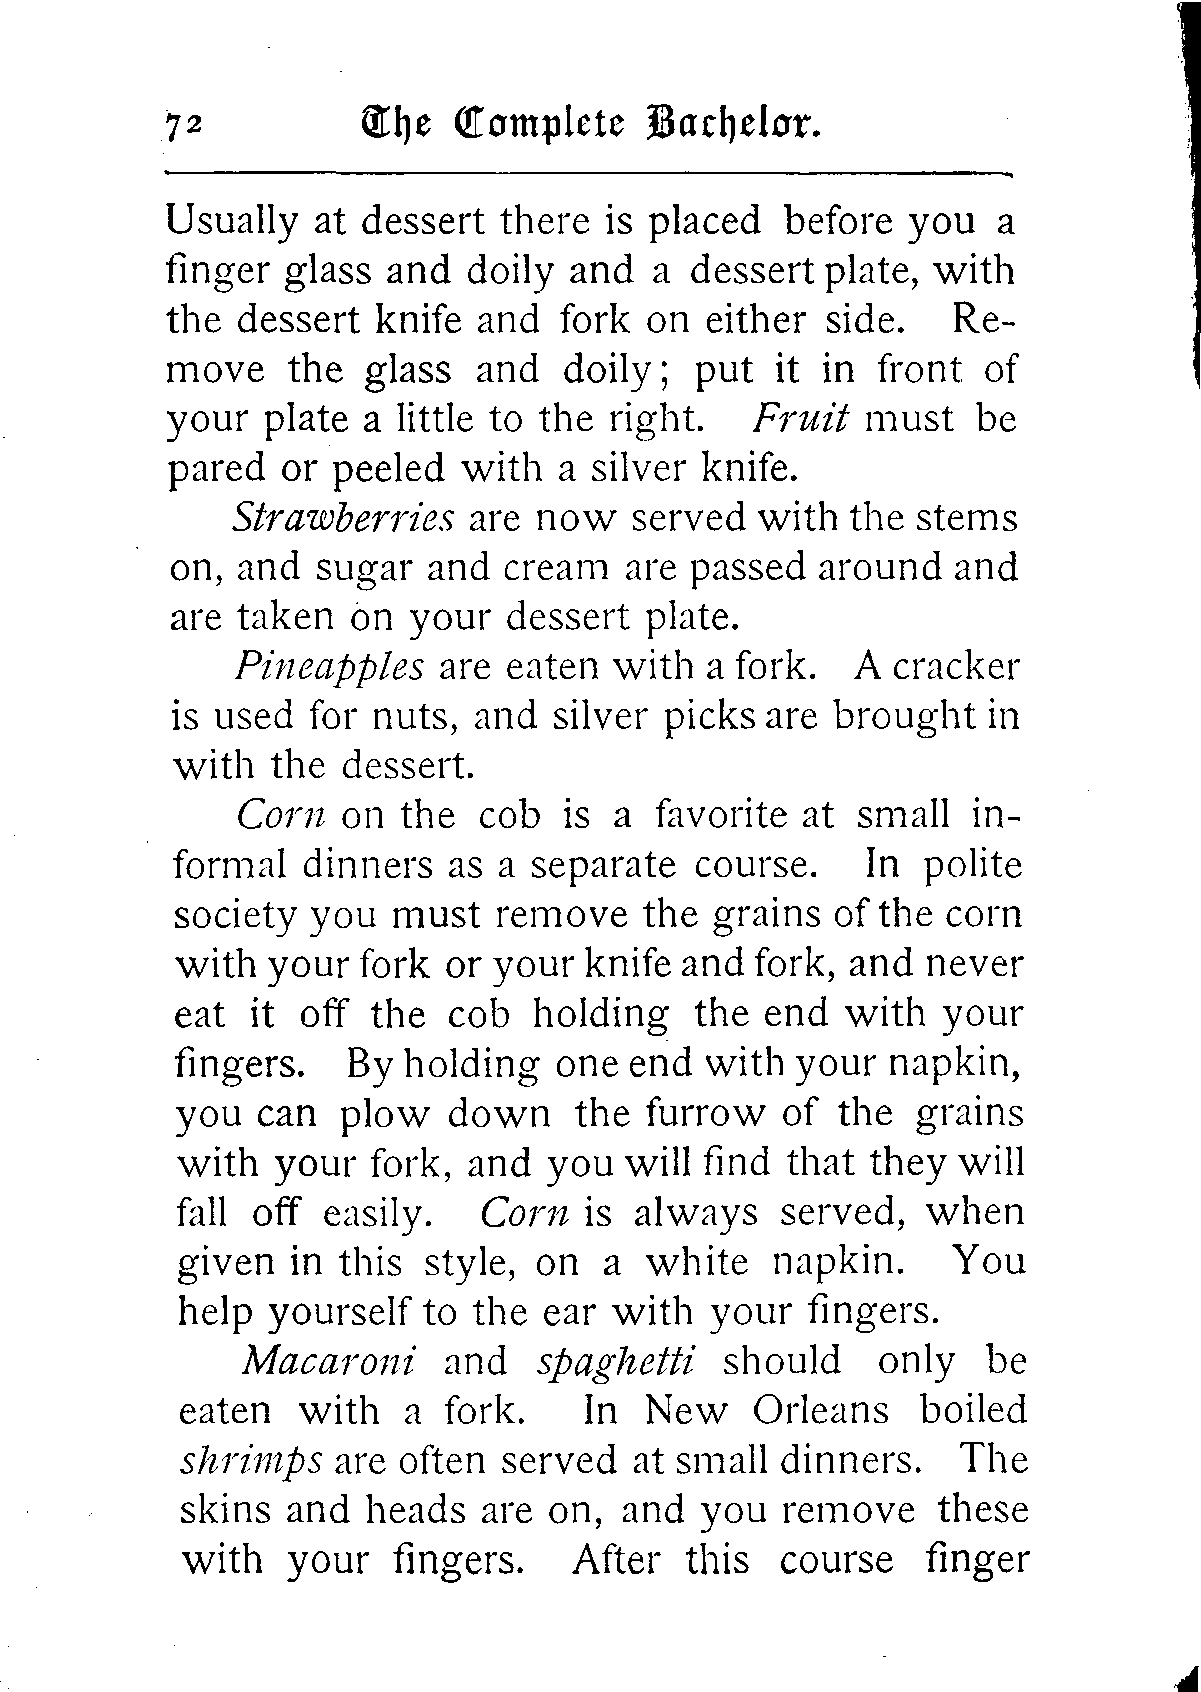 72 The Complete Bachelor.
Usually at dessert there is placed before you a
finger glass and doily and a dessert plate, with
the dessert knife and fork on either side. Re-
move the glass and doily; put it in front of
your plate a little to the right. Fruit must be
pared or peeled with a silver knife.
Strawberries are now served with the stems
on, and sugar and cream are passed around and
are taken on your dessert plate.
Pineapples are eaten with a fork. A cracker
is used for nuts, and silver picks are brought in
with the dessert.
Corn on the cob is a favorite at small in-
formal dinners as a separate course. In polite
society you must remove the grains of the corn
with your fork or your knife and fork, and never
eat it off the cob holding the end with your
fingers. By holding one end with your napkin,
you can plow down the furrow of the grains
with your fork, and you will find that they will
fall off easily. Corn is always served, when
given in this style, on a white napkin. You
help yourself to the ear with your fingers.
Macaroni and spaghetti should only be
eaten with a fork. In New Orleans boiled
shrimps are often served at small dinners. The
skins and heads are on, and you remove these
with your fingers. After this course finger